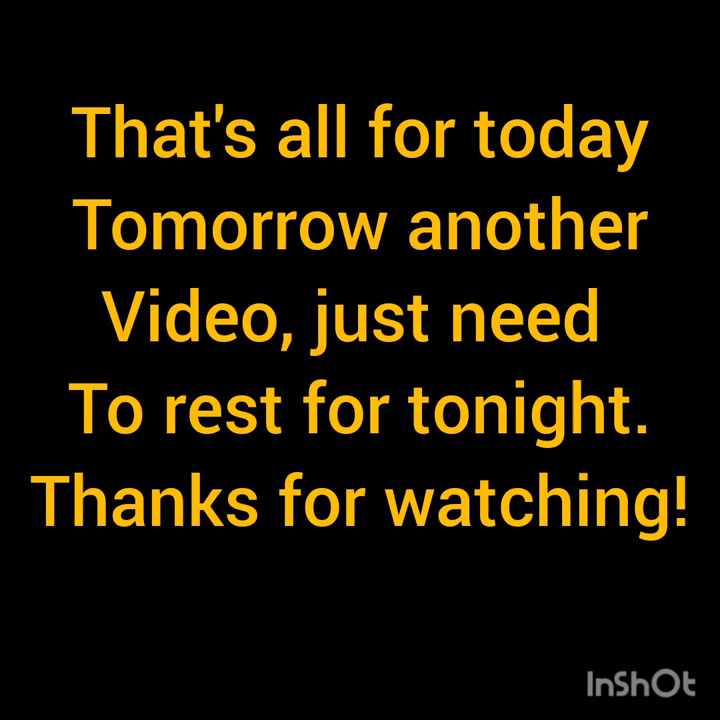 That's all for today
Tomorrow another
Video, just need
To rest for tonight.
Thanks for watching!
InShOt